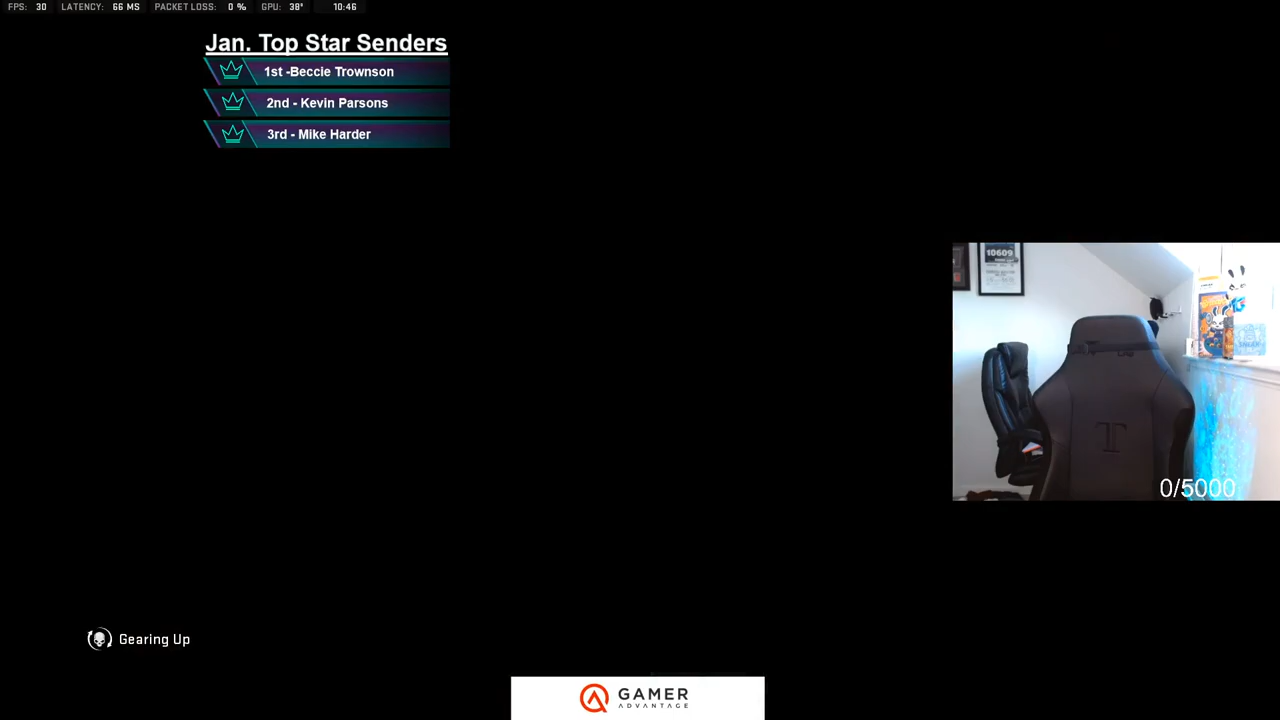 FPS: 30 LATENCY: 66 MS PACKET LOSS: 0 % GPU: 38° 10:46
Jan. Top Star Senders
1st -Beccie Trownson
2nd - Kevin Parsons
3rd - Mike Harder
10609
T
0/5000
Gearing Up
GAMER
ADVANTAGE